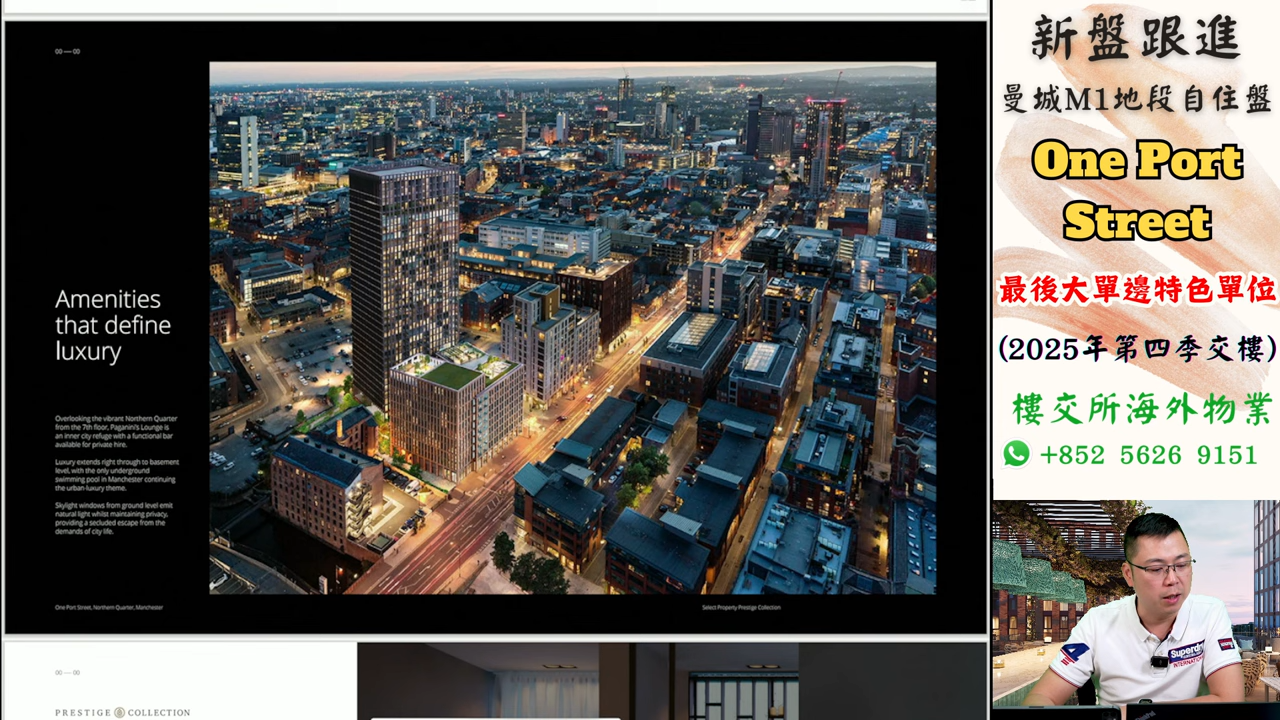 00 — 00
Amenities
that define
luxury
Overlooking the vibrant Northern Quarter
from the 7th floor, Paganini's Lounge is
an inner city refuge with a functional bar
available for private hire.
Luxury extends right through to basement
level, with the only underground
swimming pool in Manchester continuing
the urban-luxury theme.
Skylight windows from ground level emit
natural light whilst maintaining privacy,
providing a secluded escape from the
demands of city life.
One Port Street, Northern Quarter, Manchester
Select Property Prestige Collection
00 — 00
PRESTIGE COLLECTION
新盤跟進
曼城M1地段自住盤
One Port
Street
最後大單邊特色單位
(2025年第四季交樓)
樓交所海外物業
+852 5626 9151
Superdry
INTERNATIONAL